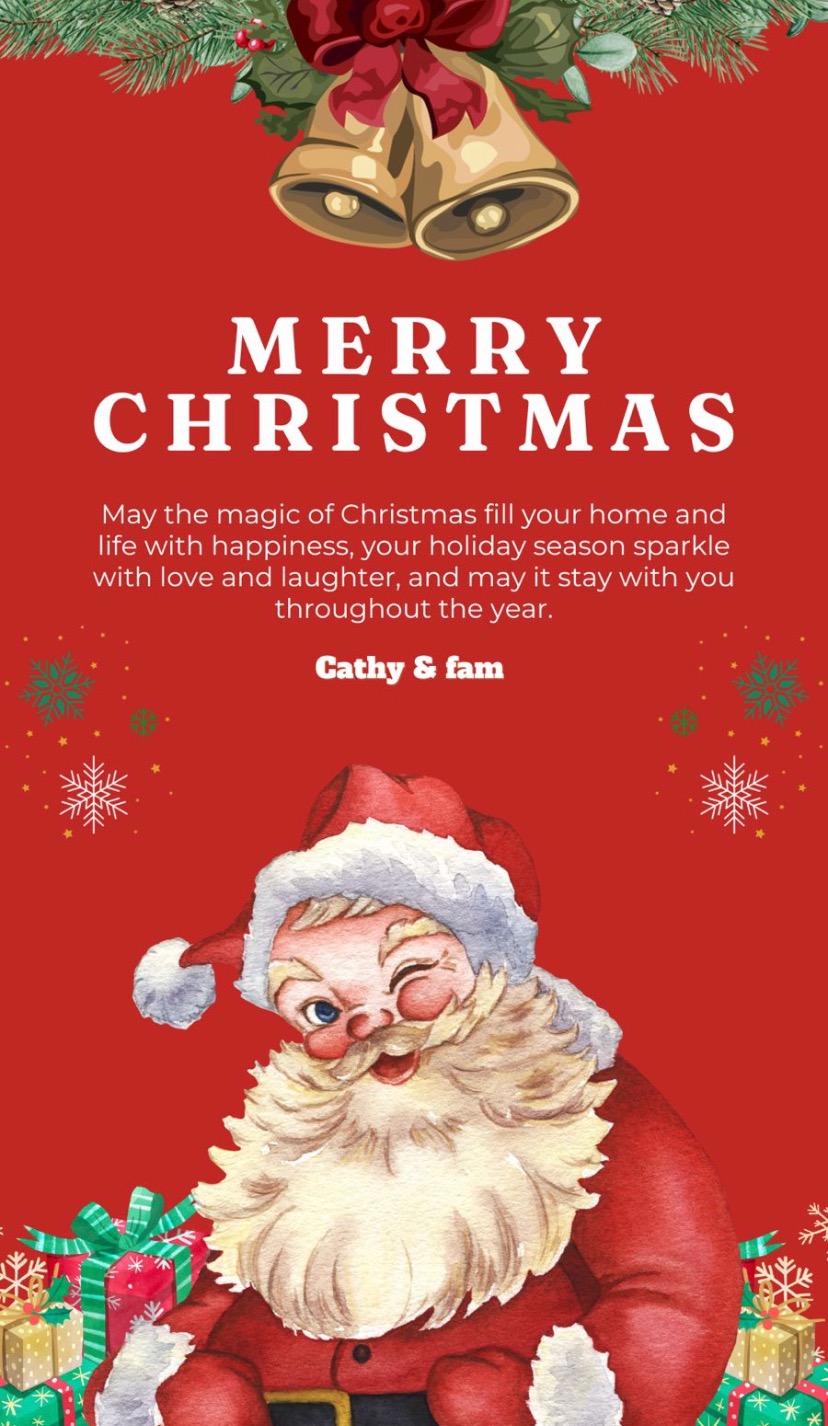 MERRY
CHRISTMAS
May the magic of Christmas fill your home and
life with happiness, your holiday season sparkle
with love and laughter, and may it stay with you
throughout the year.
Cathy & fam